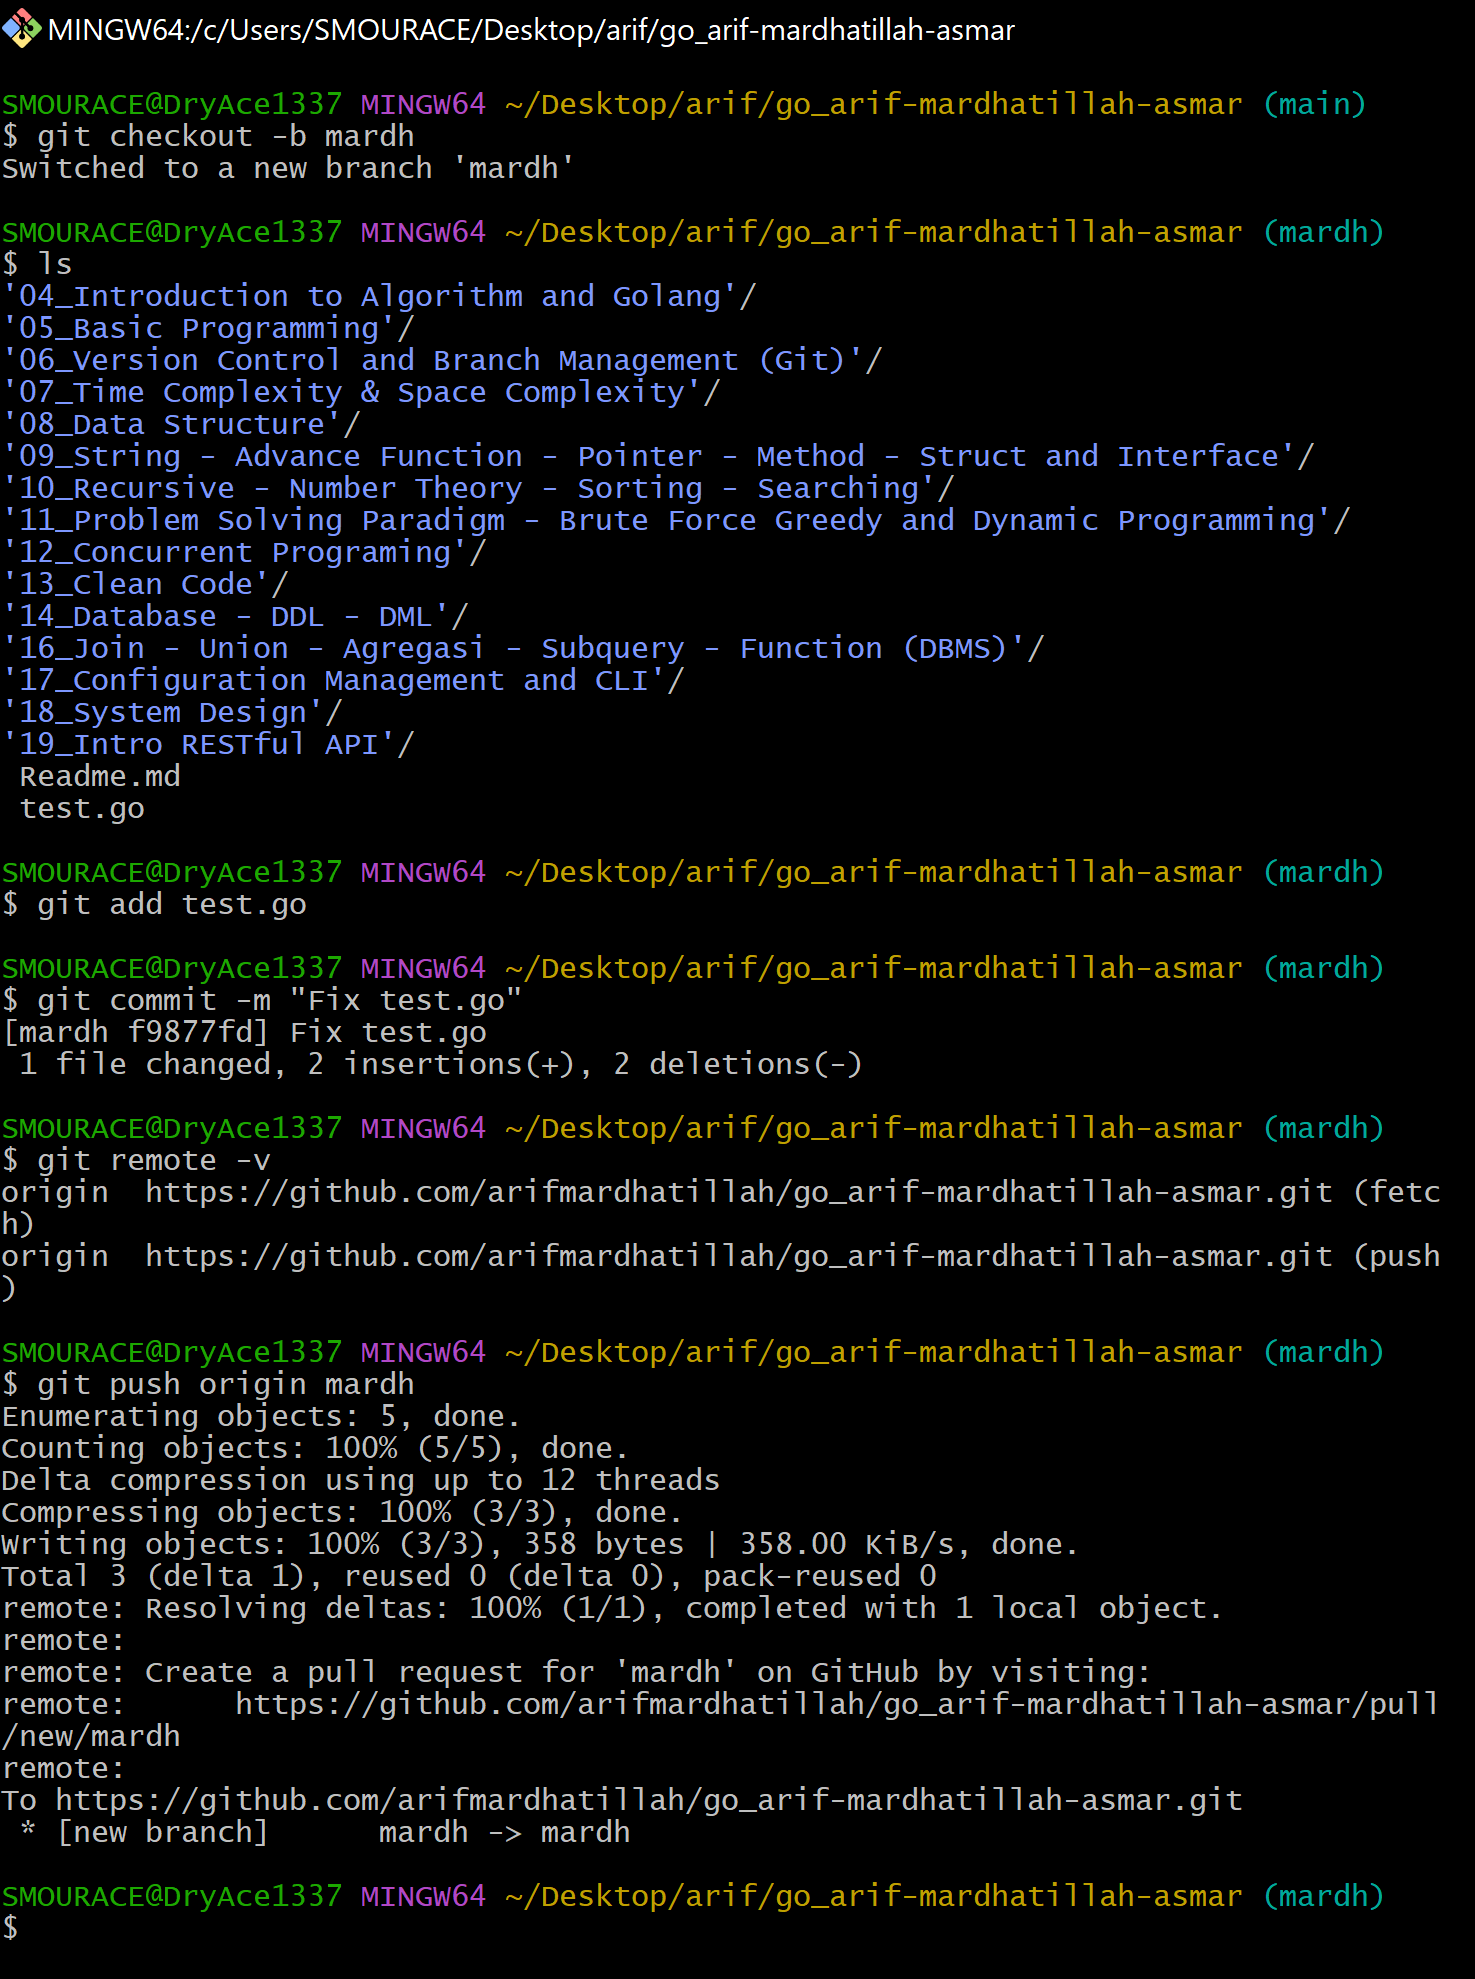 MINGW64:/c/Users/SMOURACE/Desktop/arif/go_arif-mardhatillah-asmar
SMOURACE@DryAce1337 MINGW64 ~/Desktop/arif/go_arif-mardhatillah-asmar (main)
$ git checkout -b mardh
Switched to a new branch 'mardh'
SMOURACE@DryAce1337 MINGW64 ~/Desktop/arif/go_arif-mardhatillah-asmar (mardh)
$ ls
'04_Introduction to Algorithm and Golang'/
'05_Basic Programming'/
'06_Version Control and Branch Management (Git)'/
'07_Time Complexity & Space Complexity'/
'08_Data Structure'/
'09_String - Advance Function - Pointer - Method - Struct and Interface'/
'10_Recursive - Number Theory - Sorting - Searching'/
'11_Problem Solving Paradigm - Brute Force Greedy and Dynamic Programming'/
'12_Concurrent Programing'/
'13_Clean Code'/
'14_Database - DDL - DML'/
'16_Join - Union - Agregasi - Subquery - Function (DBMS)'/
'17_Configuration Management and CLI'/
'18_System Design'/
'19_Intro RESTful API'/
Readme.md
test.go
SMOURACE@DryAce1337 MINGW64 ~/Desktop/arif/go_arif-mardhatillah-asmar (mardh)
$ git add test.go
SMOURACE@DryAce1337 MINGW64 ~/Desktop/arif/go_arif-mardhatillah-asmar (mardh)
$ git commit -m "Fix test.go"
[mardh f9877fd] Fix test.go
1 file changed, 2 insertions(+), 2 deletions(-)
SMOURACE@DryAce1337 MINGW64 ~/Desktop/arif/go_arif-mardhatillah-asmar (mardh)
$ git remote -v
origin  https://github.com/arifmardhatillah/go_arif-mardhatillah-asmar.git (fetc
h)
origin  https://github.com/arifmardhatillah/go_arif-mardhatillah-asmar.git (push
)
SMOURACE@DryAce1337 MINGW64 ~/Desktop/arif/go_arif-mardhatillah-asmar (mardh)
$ git push origin mardh
Enumerating objects: 5, done.
Counting objects: 100% (5/5), done.
Delta compression using up to 12 threads
Compressing objects: 100% (3/3), done.
Writing objects: 100% (3/3), 358 bytes | 358.00 KiB/s, done.
Total 3 (delta 1), reused 0 (delta 0), pack-reused 0
remote: Resolving deltas: 100% (1/1), completed with 1 local object.
remote:
remote: Create a pull request for 'mardh' on GitHub by visiting:
remote:      https://github.com/arifmardhatillah/go_arif-mardhatillah-asmar/pull
/new/mardh
remote:
To https://github.com/arifmardhatillah/go_arif-mardhatillah-asmar.git
* [new branch]      mardh -> mardh
SMOURACE@DryAce1337 MINGW64 ~/Desktop/arif/go_arif-mardhatillah-asmar (mardh)
$